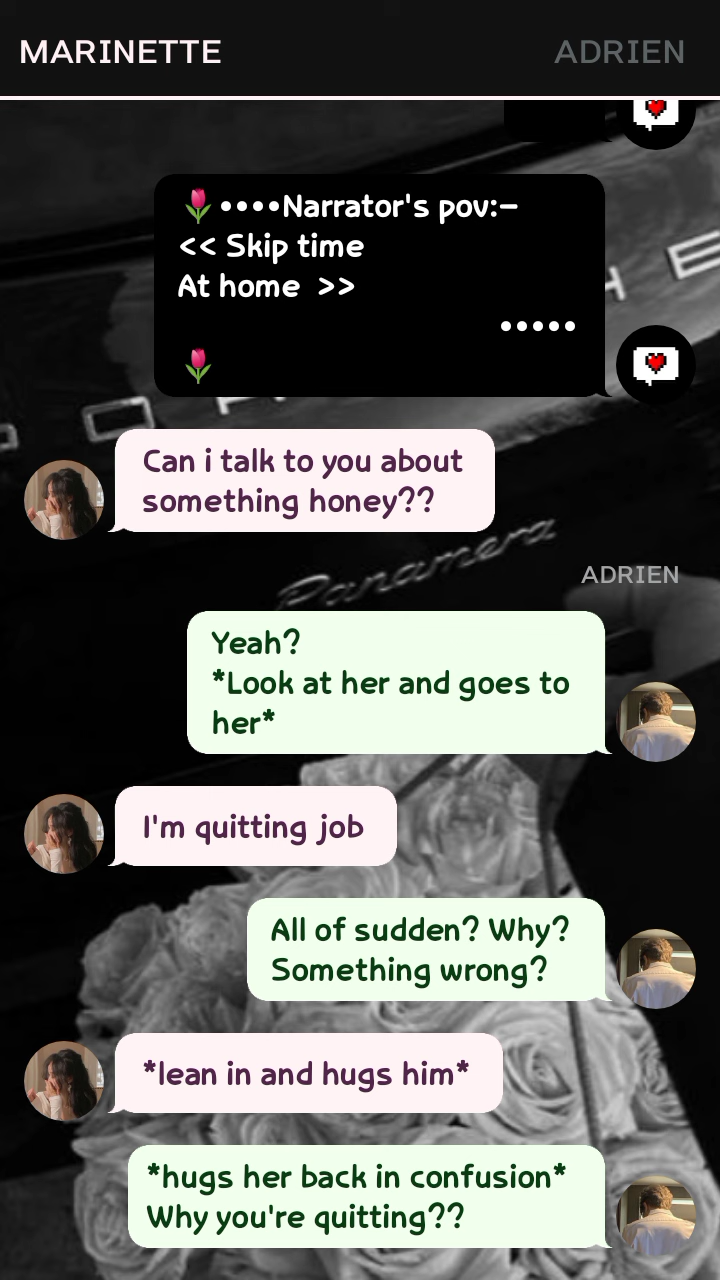 MARINETTE
ADRIEN
🌷••••Narrator's pov:–
<< Skip time
At home >>
•••••
🌷
Can i talk to you about
something honey??
Panamera
ADRIEN
Yeah?
*Look at her and goes to
her*
I'm quitting job
All of sudden? Why?
Something wrong?
*lean in and hugs him*
*hugs her back in confusion*
Why you're quitting??